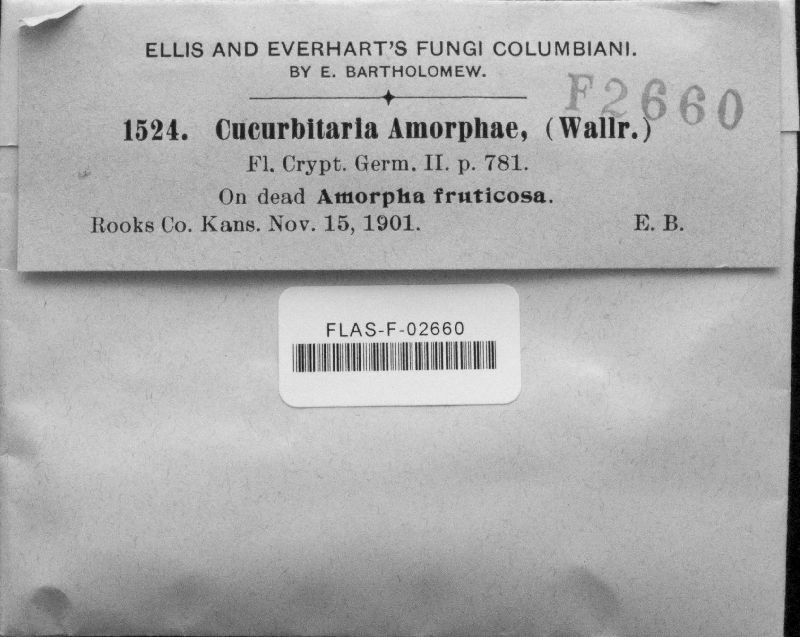 ELLIS AND EVERHART'S FUNGI COLUMBIANI.
BY E. BARTHOLOMEW.
F2660
1524. Cucurbitaria Amorphae, (Wallr.)
Fl. Crypt. Germ. II. p. 781.
On dead Amorpha fruticosa.
Rooks Co. Kans. Nov. 15, 1901. E. B.
FLAS-F-02660